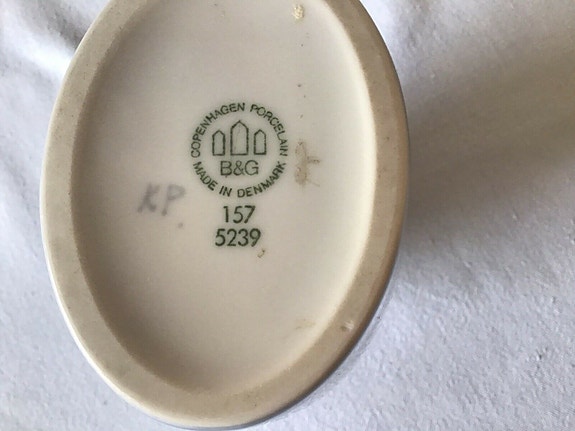 COPENHAGEN PORCELAIN
B&G
MADE IN DENMARK
157
5239
KP